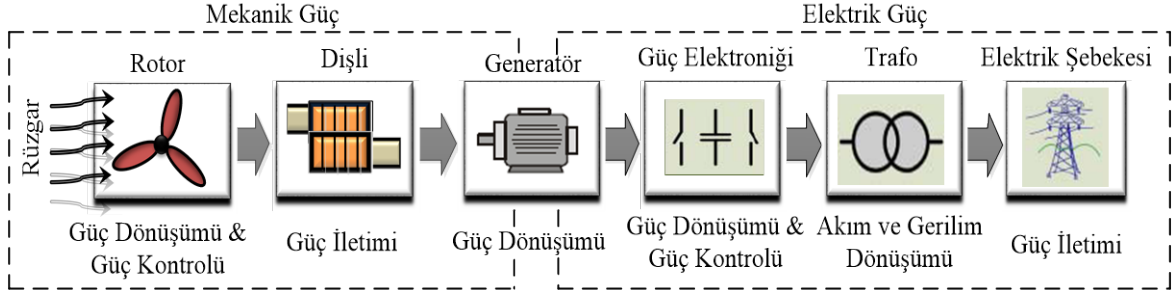 Mekanik Güç
Elektrik Güç
Rüzgar
Rotor
Dişli
Generatör
Güç Elektroniği
Trafo
Elektrik Şebekesi
Güç Dönüşümü &
Güç Kontrolü
Güç İletimi
Güç Dönüşümü
Güç Dönüşümü &
Güç Kontrolü
Akım ve Gerilim
Dönüşümü
Güç İletimi